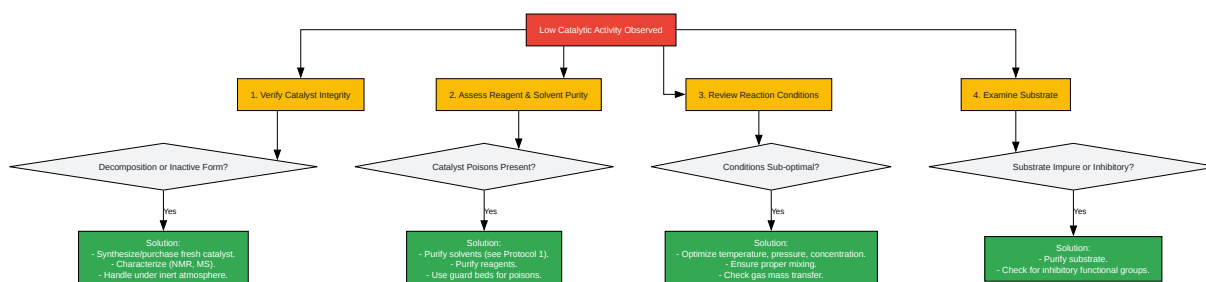 Low Catalytic Activity Observed
1. Verify Catalyst Integrity
2. Assess Reagent & Solvent Purity
3. Review Reaction Conditions
4. Examine Substrate
Decomposition or Inactive Form?
Catalyst Poisons Present?
Conditions Sub-optimal?
Substrate Impure or Inhibitory?
Yes
Yes
Yes
Yes
Solution:
- Synthesize/purchase fresh catalyst.
- Characterize (NMR, MS).
- Handle under inert atmosphere.
Solution:
- Purify solvents (see Protocol 1).
- Purify reagents.
- Use guard beds for poisons.
Solution:
- Optimize temperature, pressure, concentration.
- Ensure proper mixing.
- Check gas mass transfer.
Solution:
- Purify substrate.
- Check for inhibitory functional groups.